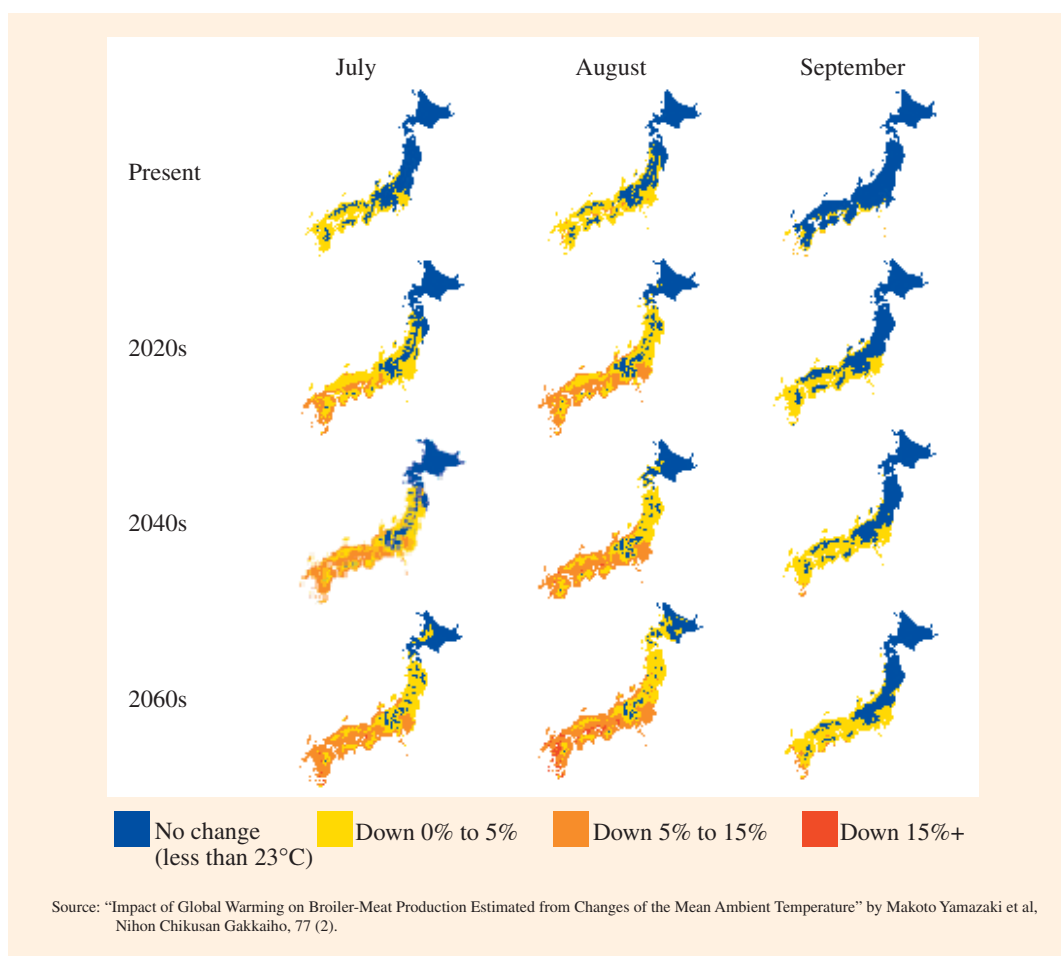 July August September
Present
2020s
2040s
2060s
No change Down 0% to 5% Down 5% to 15% Down 15%+
(less than 23°C)
Source: “Impact of Global Warming on Broiler-Meat Production Estimated from Changes of the Mean Ambient Temperature” by Makoto Yamazaki et al,
Nihon Chikusan Gakkaiho, 77 (2).